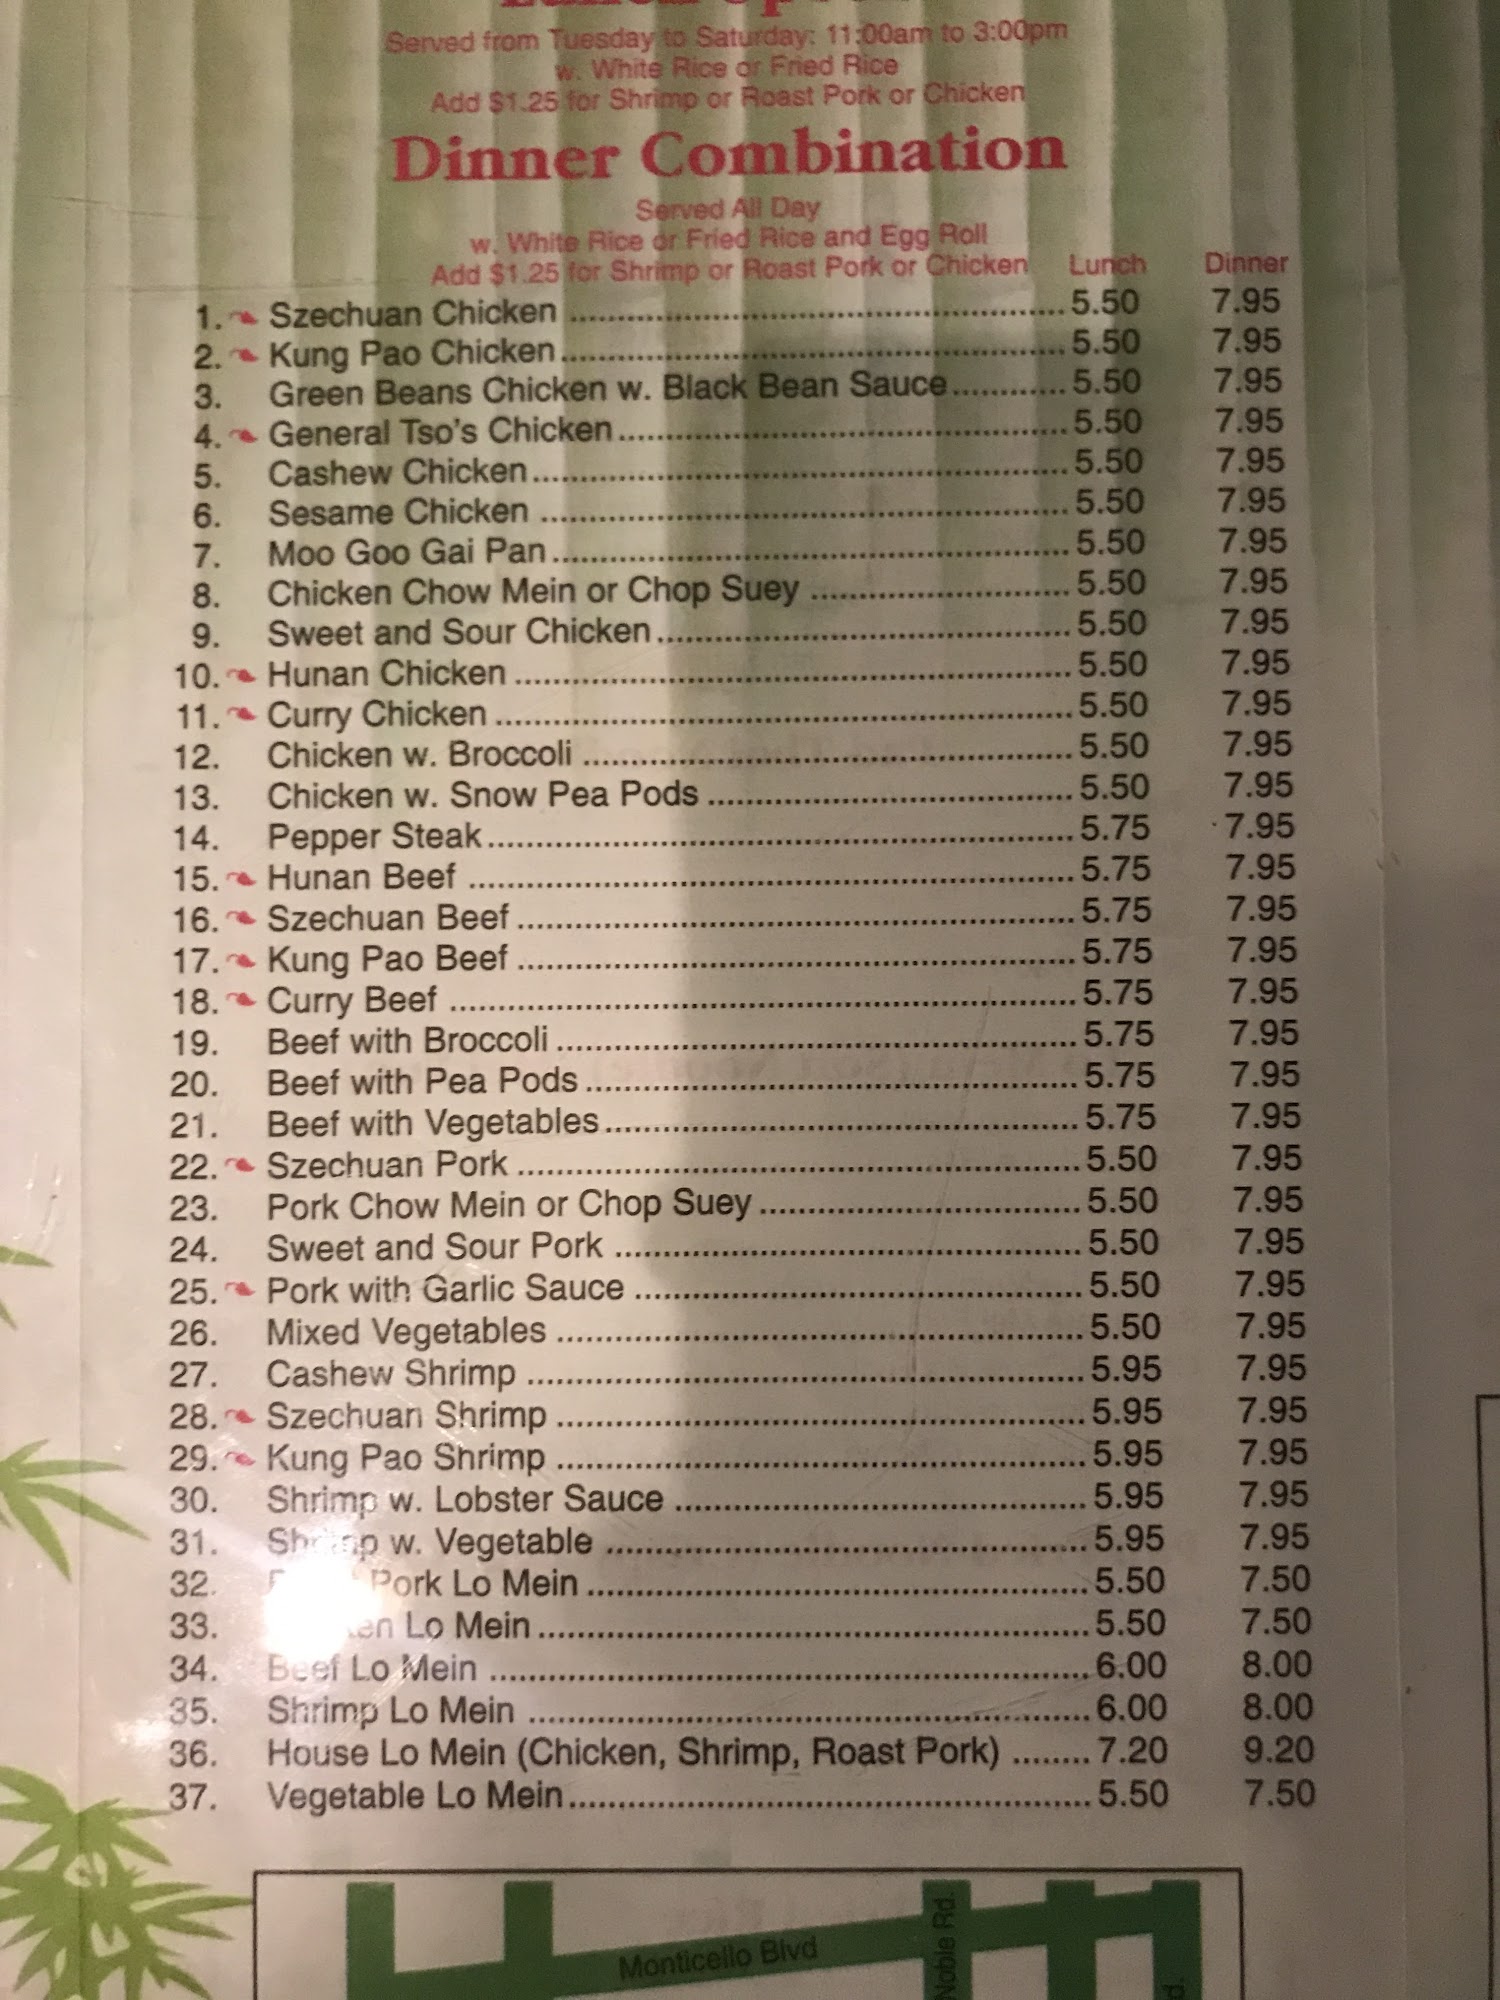 Served from Tuesday to Saturday: 11:00am to 3:00pm
w. White Rice or Fried Rice
Add $1.25 for Shrimp or Roast Pork or Chicken
Dinner Combination
Served All Day
w. White Rice or Fried Rice and Egg Roll
Add $1.25 for Shrimp or Roast Pork or Chicken Lunch Dinner
1. Szechuan Chicken 5.50 7.95
2. Kung Pao Chicken 5.50 7.95
3. Green Beans Chicken w. Black Bean Sauce 5.50 7.95
4. General Tso's Chicken 5.50 7.95
5. Cashew Chicken 5.50 7.95
6. Sesame Chicken 5.50 7.95
7. Moo Goo Gai Pan 5.50 7.95
8. Chicken Chow Mein or Chop Suey 5.50 7.95
9. Sweet and Sour Chicken 5.50 7.95
10. Hunan Chicken 5.50 7.95
11. Curry Chicken 5.50 7.95
12. Chicken w. Broccoli 5.50 7.95
13. Chicken w. Snow Pea Pods 5.50 7.95
14. Pepper Steak 5.75 7.95
15. Hunan Beef 5.75 7.95
16. Szechuan Beef 5.75 7.95
17. Kung Pao Beef 5.75 7.95
18. Curry Beef 5.75 7.95
19. Beef with Broccoli 5.75 7.95
20. Beef with Pea Pods 5.75 7.95
21. Beef with Vegetables 5.75 7.95
22. Szechuan Pork 5.50 7.95
23. Pork Chow Mein or Chop Suey 5.50 7.95
24. Sweet and Sour Pork 5.50 7.95
25. Pork with Garlic Sauce 5.50 7.95
26. Mixed Vegetables 5.50 7.95
27. Cashew Shrimp 5.95 7.95
28. Szechuan Shrimp 5.95 7.95
29. Kung Pao Shrimp 5.95 7.95
30. Shrimp w. Lobster Sauce 5.95 7.95
31. Shrimp w. Vegetable 5.95 7.95
32. Pork Lo Mein 5.50 7.50
33. Lo Mein 5.50 7.50
34. Beef Lo Mein 6.00 8.00
35. Shrimp Lo Mein 6.00 8.00
36. House Lo Mein (Chicken, Shrimp, Roast Pork) 7.20 9.20
37. Vegetable Lo Mein 5.50 7.50
Monticello Blvd
Noble Rd.